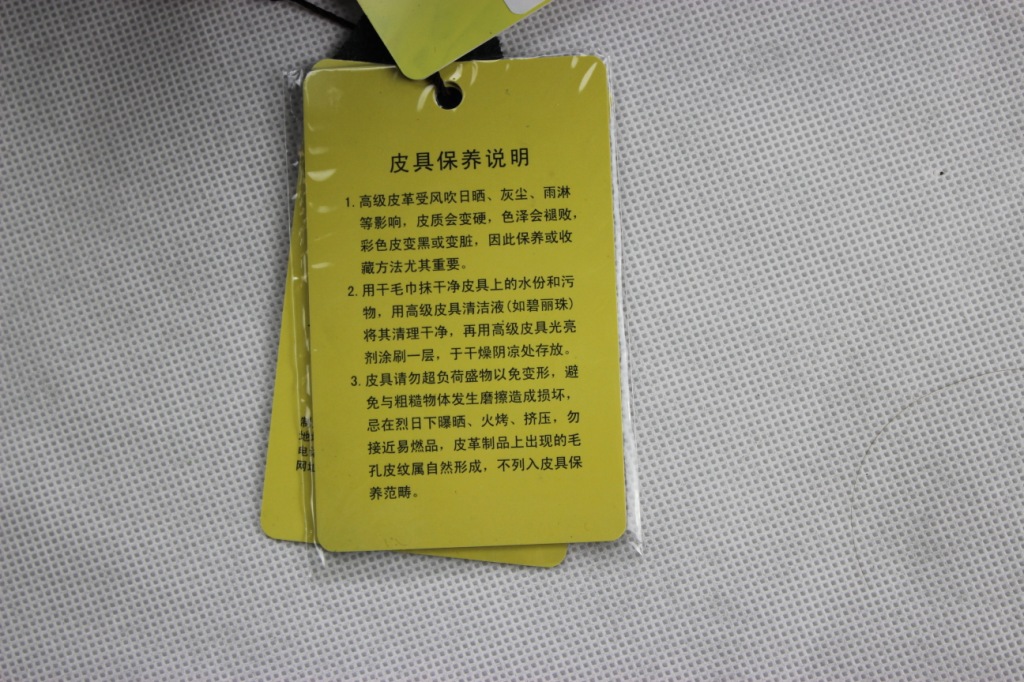 皮具保养说明
1. 高级皮革受风吹日晒、灰尘、雨淋
等影响，皮质会变硬，色泽会褪败，
彩色皮变黑或变脏，因此保养或收
藏方法尤其重要。
2. 用干毛巾抹干净皮具上的水份和污
物，用高级皮具清洁液(如碧丽珠)
将其清理干净，再用高级皮具光亮
剂涂刷一层，于干燥阴凉处存放。
3. 皮具请勿超负荷盛物以免变形，避
免与粗糙物体发生磨擦造成损坏，
忌在烈日下曝晒、火烤、挤压，勿
接近易燃品，皮革制品上出现的毛
孔皮纹属自然形成，不列入皮具保
养范畴。
地
电
网